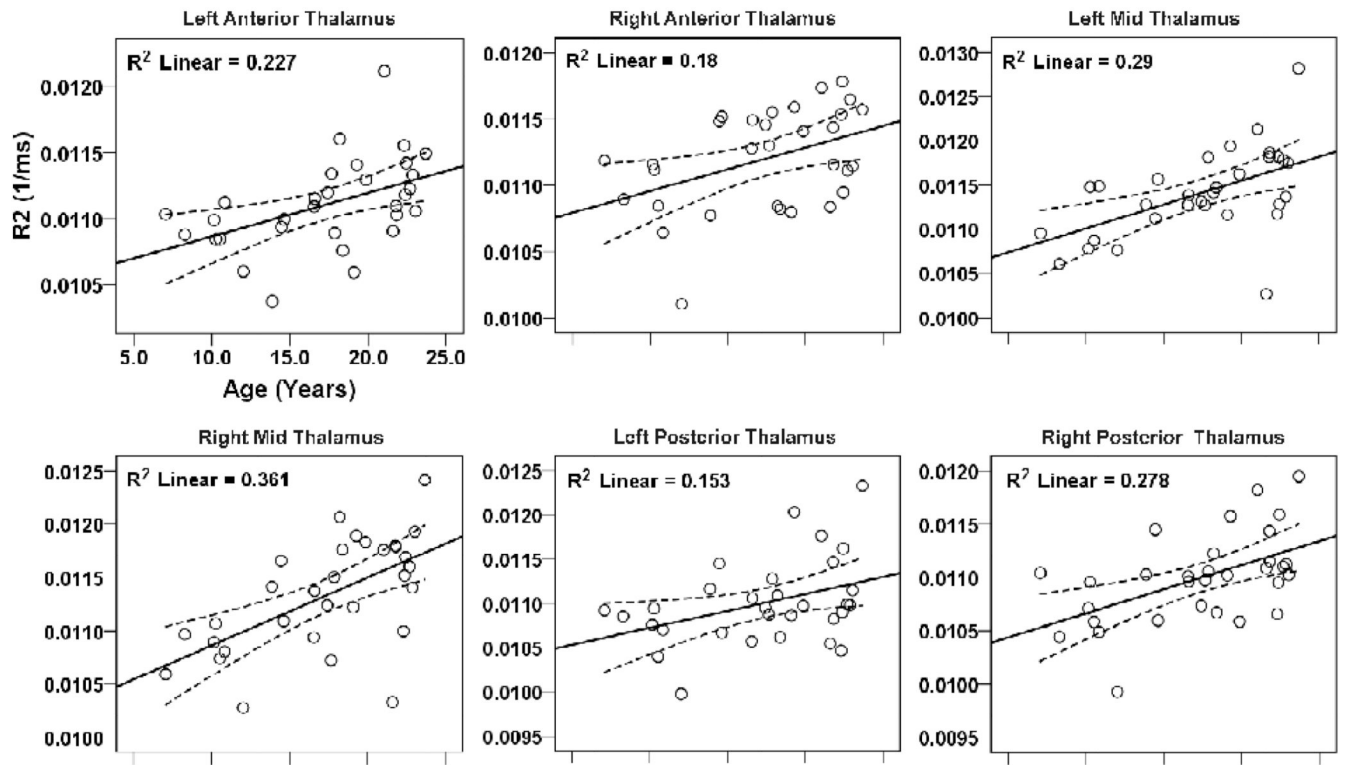 Left Anterior Thalamus
R² Linear = 0.227
0.0120
0.0115
0.0110
0.0105
R2 (1/ms)
5.0 10.0 15.0 20.0 25.0
Age (Years)
Right Anterior Thalamus
R² Linear = 0.18
0.0120
0.0115
0.0110
0.0105
0.0100
Left Mid Thalamus
R² Linear = 0.29
0.0130
0.0125
0.0120
0.0115
0.0110
0.0105
0.0100
Right Mid Thalamus
R² Linear = 0.361
0.0125
0.0120
0.0115
0.0110
0.0105
0.0100
Left Posterior Thalamus
R² Linear = 0.153
0.0125
0.0120
0.0115
0.0110
0.0105
0.0100
0.0095
Right Posterior Thalamus
R² Linear = 0.278
0.0120
0.0115
0.0110
0.0105
0.0100
0.0095